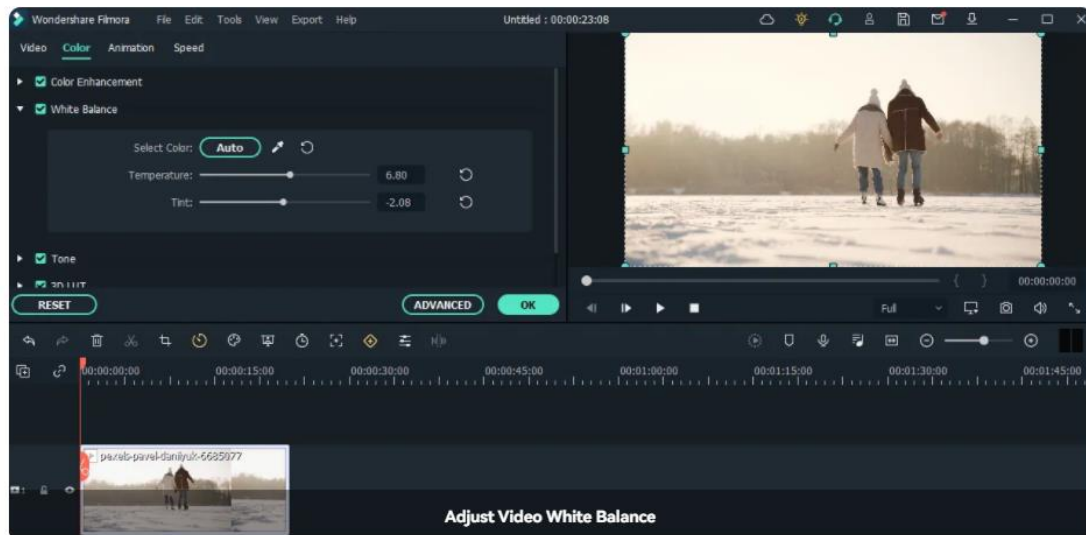 Wondershare Filmora File Edit Tools View Export Help Untitled : 00:00:23:08
Video Color Animation Speed
Color Enhancement
White Balance
Select Color: Auto
Temperature: 6.80
Tint: -2.08
Tone
3D LUT
RESET ADVANCED OK
00:00:00:00
Full
00:00:00:00 00:00:15:00 00:00:30:00 00:00:45:00 00:01:00:00 00:01:15:00 00:01:30:00 00:01:45:00
pexels-pavel-danilyuk-6685077
1
Adjust Video White Balance